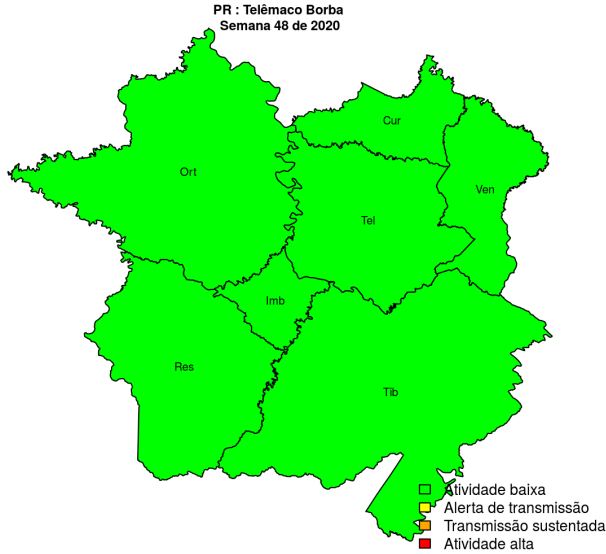 PR : Telêmaco Borba
Semana 48 de 2020
Cur
Ort
Ven
Tel
Imb
Res
Tib
Atividade baixa
Alerta de transmissão
Transmissão sustentada
Atividade alta